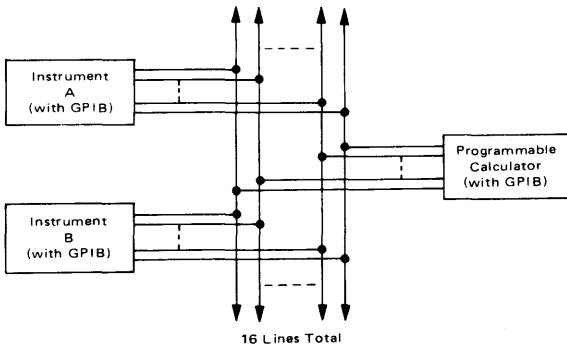 Instrument
A
(with GPIB)
Programmable
Calculator
(with GPIB)
Instrument
B
(with GPIB)
16 Lines Total